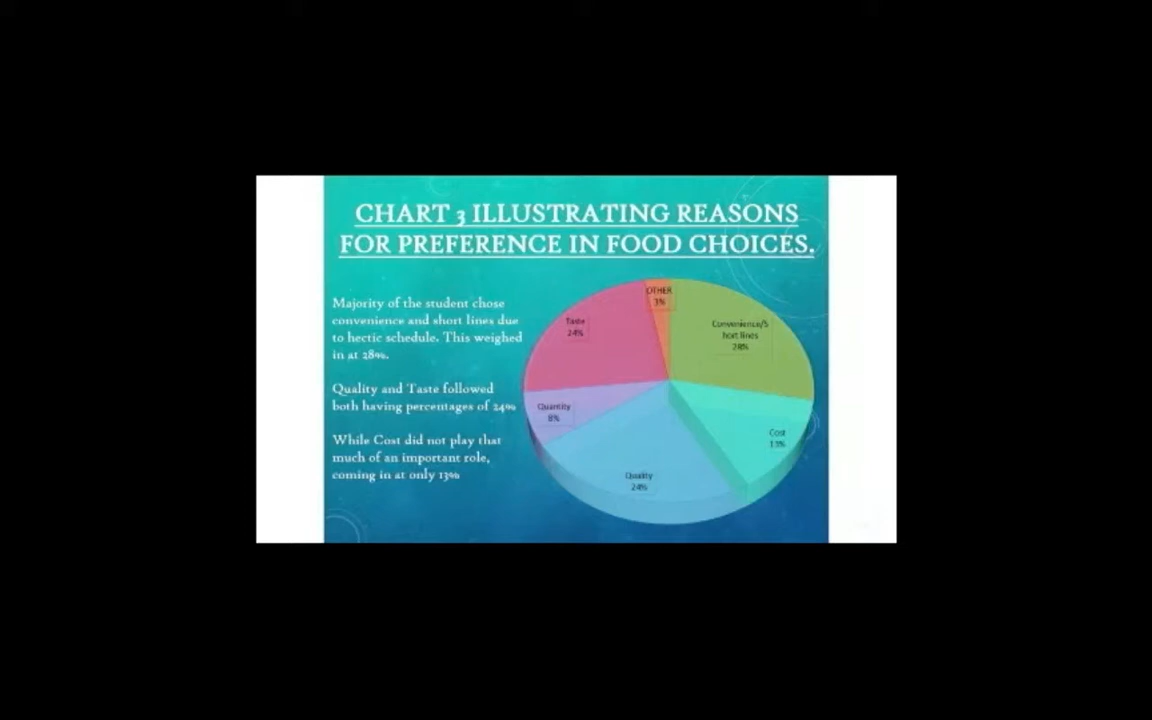 CHART 3 ILLUSTRATING REASONS
FOR PREFERENCE IN FOOD CHOICES.
Majority of the student chose
convenience and short lines due
to hectic schedule. This weighed
in at 28%.
Quality and Taste followed
both having percentages of 24%
While Cost did not play that
much of an important role,
coming in at only 13%
OTHER
3%
Convenience/S
hort lines
28%
Taste
24%
Quantity
8%
Cost
13%
Quality
24%